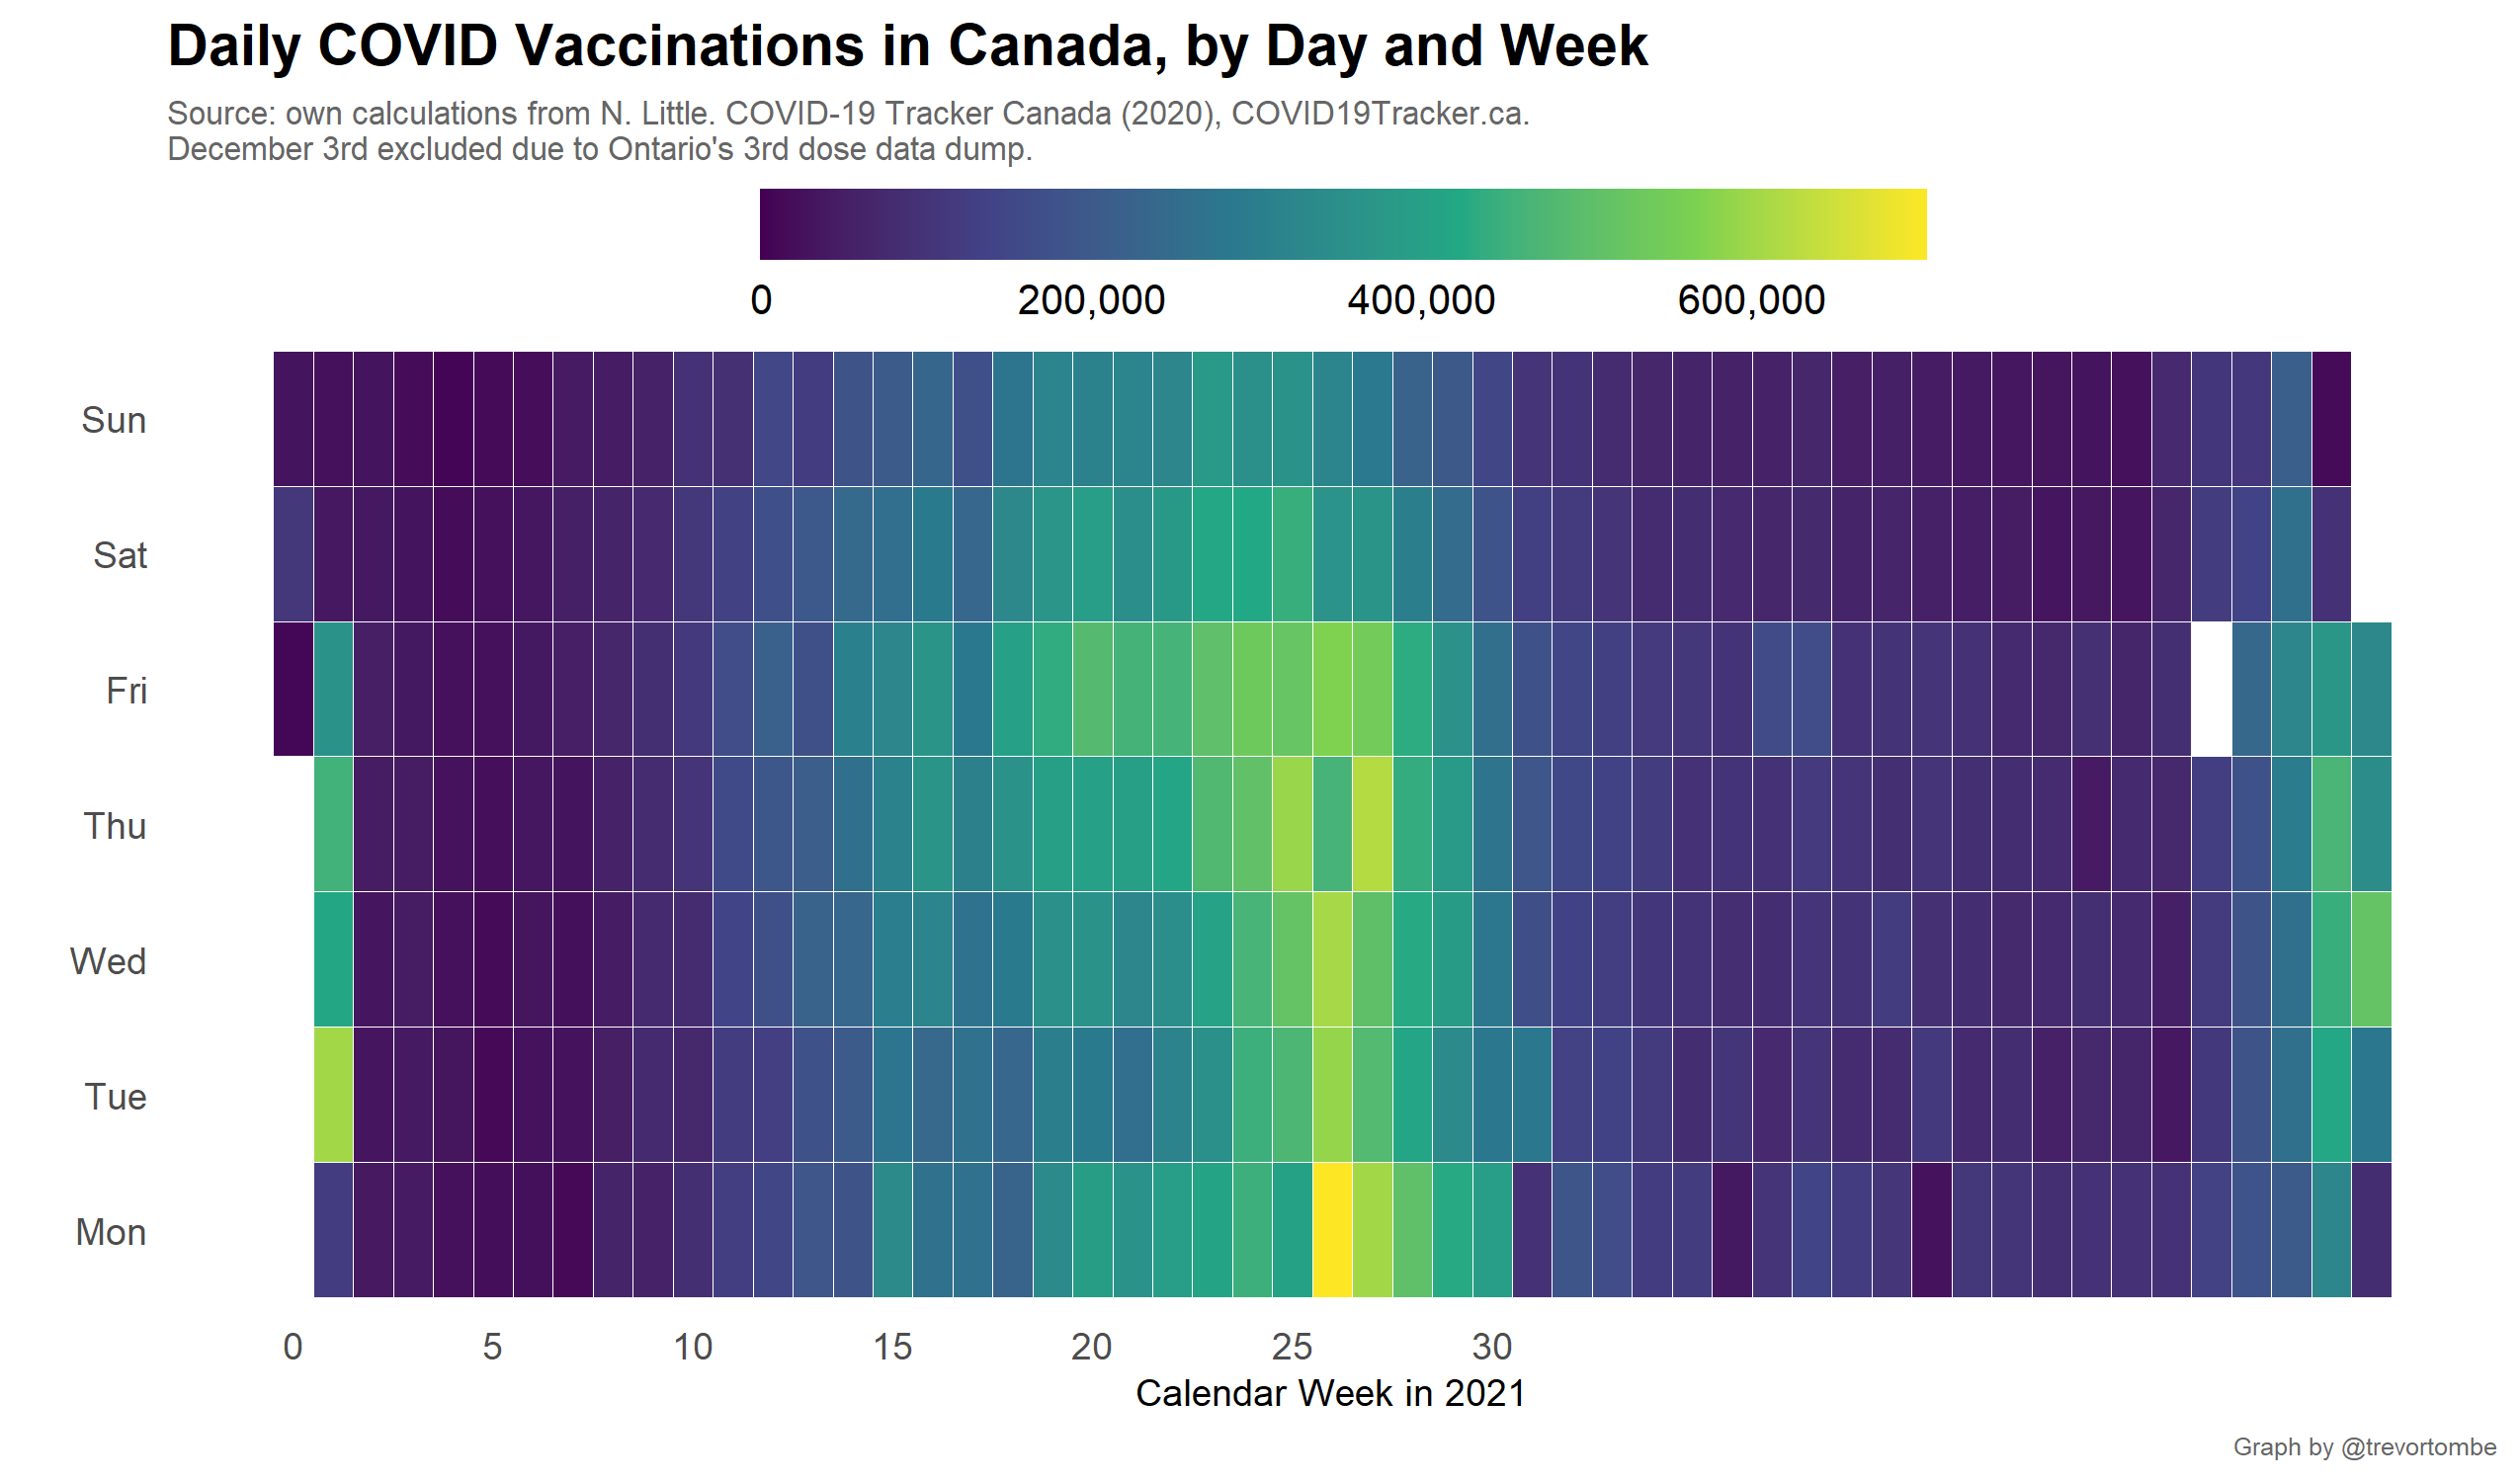 Daily COVID Vaccinations in Canada, by Day and Week
Source: own calculations from N. Little. COVID-19 Tracker Canada (2020), COVID19Tracker.ca.
December 3rd excluded due to Ontario's 3rd dose data dump.
0 200,000 400,000 600,000
Sun
Sat
Fri
Thu
Wed
Tue
Mon
0 5 10 15 20 25 30
Calendar Week in 2021
Graph by @trevortombe